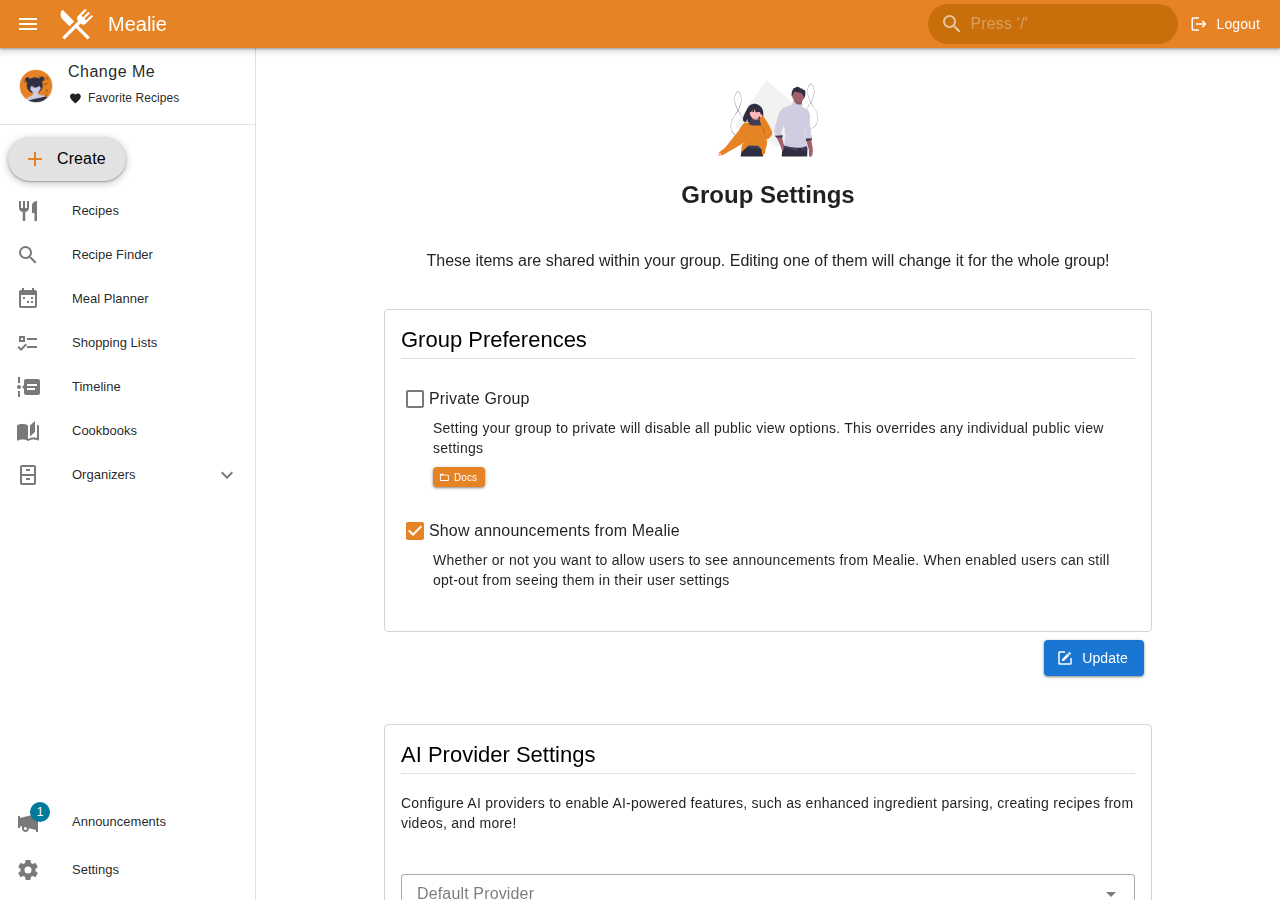 Mealie
Press '/'
Logout
Change Me
Favorite Recipes
Create
Recipes
Recipe Finder
Meal Planner
Shopping Lists
Timeline
Cookbooks
Organizers
1
Announcements
Settings
Group Settings
These items are shared within your group. Editing one of them will change it for the whole group!
Group Preferences
Private Group
Setting your group to private will disable all public view options. This overrides any individual public view
settings
Docs
Show announcements from Mealie
Whether or not you want to allow users to see announcements from Mealie. When enabled users can still
opt-out from seeing them in their user settings
Update
AI Provider Settings
Configure AI providers to enable AI-powered features, such as enhanced ingredient parsing, creating recipes from
videos, and more!
Default Provider